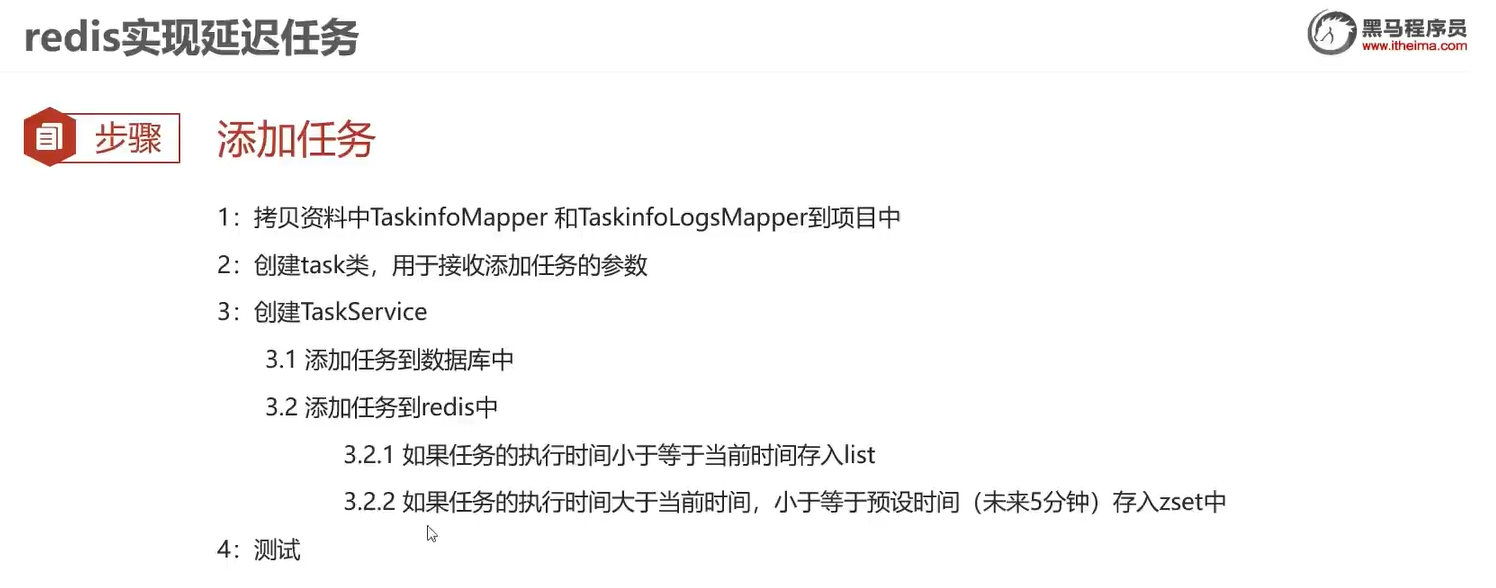 redis实现延迟任务
黑马程序员
www.itheima.com
步骤
添加任务
1：拷贝资料中TaskinfoMapper 和TaskinfoLogsMapper到项目中
2：创建task类，用于接收添加任务的参数
3：创建TaskService
3.1 添加任务到数据库中
3.2 添加任务到redis中
3.2.1 如果任务的执行时间小于等于当前时间存入list
3.2.2 如果任务的执行时间大于当前时间，小于等于预设时间（未来5分钟）存入zset中
4：测试